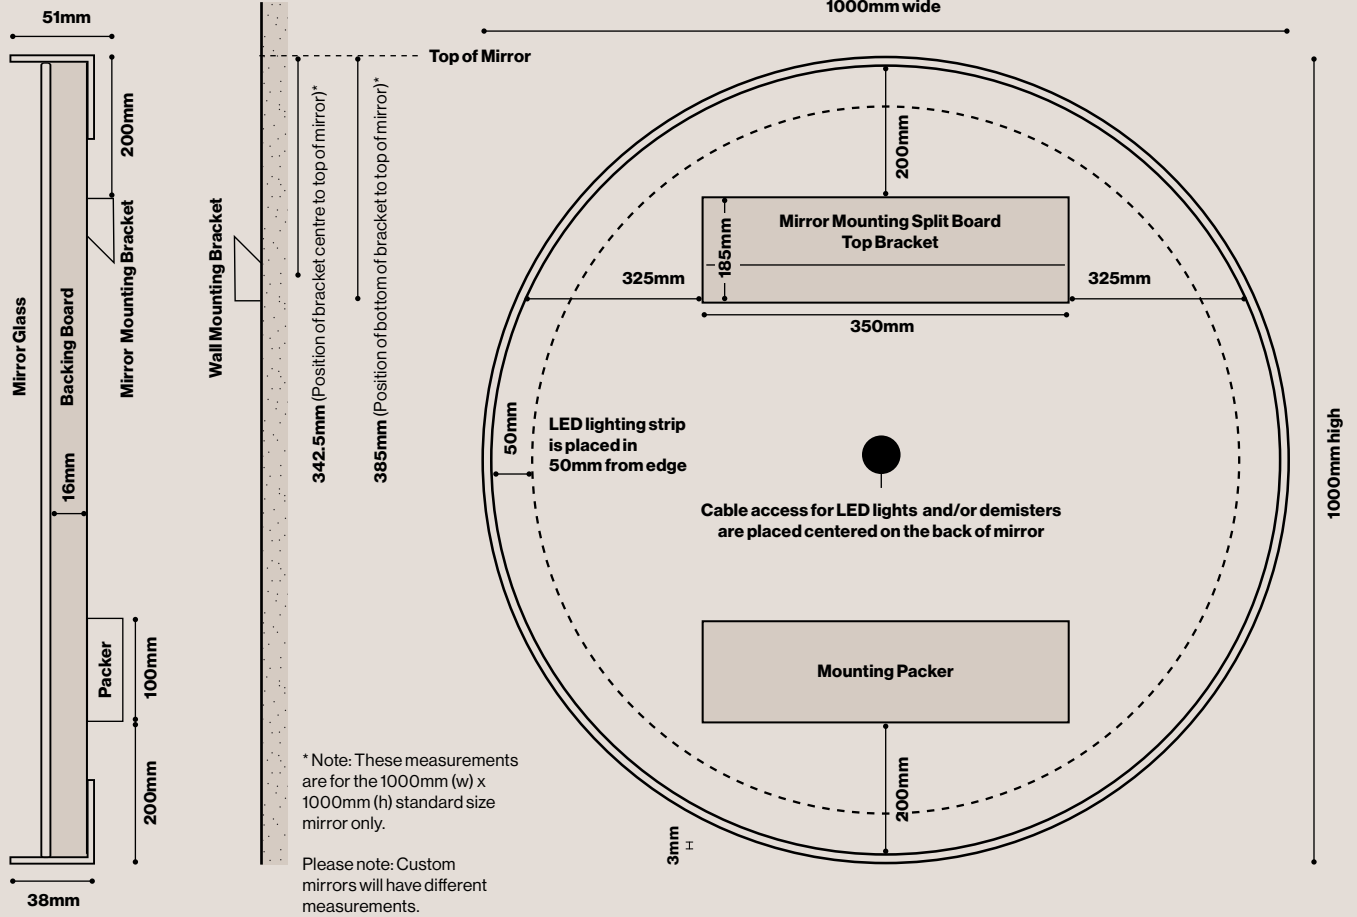 51mm
200mm
Mirror Glass
Backing Board
Mirror Mounting Bracket
16mm
Packer
100mm
200mm
38mm
Wall Mounting Bracket
Top of Mirror
342.5mm (Position of bracket centre to top of mirror)*
385mm (Position of bottom of bracket to top of mirror)*
* Note: These measurements
are for the 1000mm (w) x
1000mm (h) standard size
mirror only.
Please note: Custom
mirrors will have different
measurements.
1000mm wide
200mm
Mirror Mounting Split Board
Top Bracket
185mm
325mm
325mm
350mm
50mm
LED lighting strip
is placed in
50mm from edge
Cable access for LED lights and/or demisters
are placed centered on the back of mirror
Mounting Packer
200mm
3mm
1000mm high